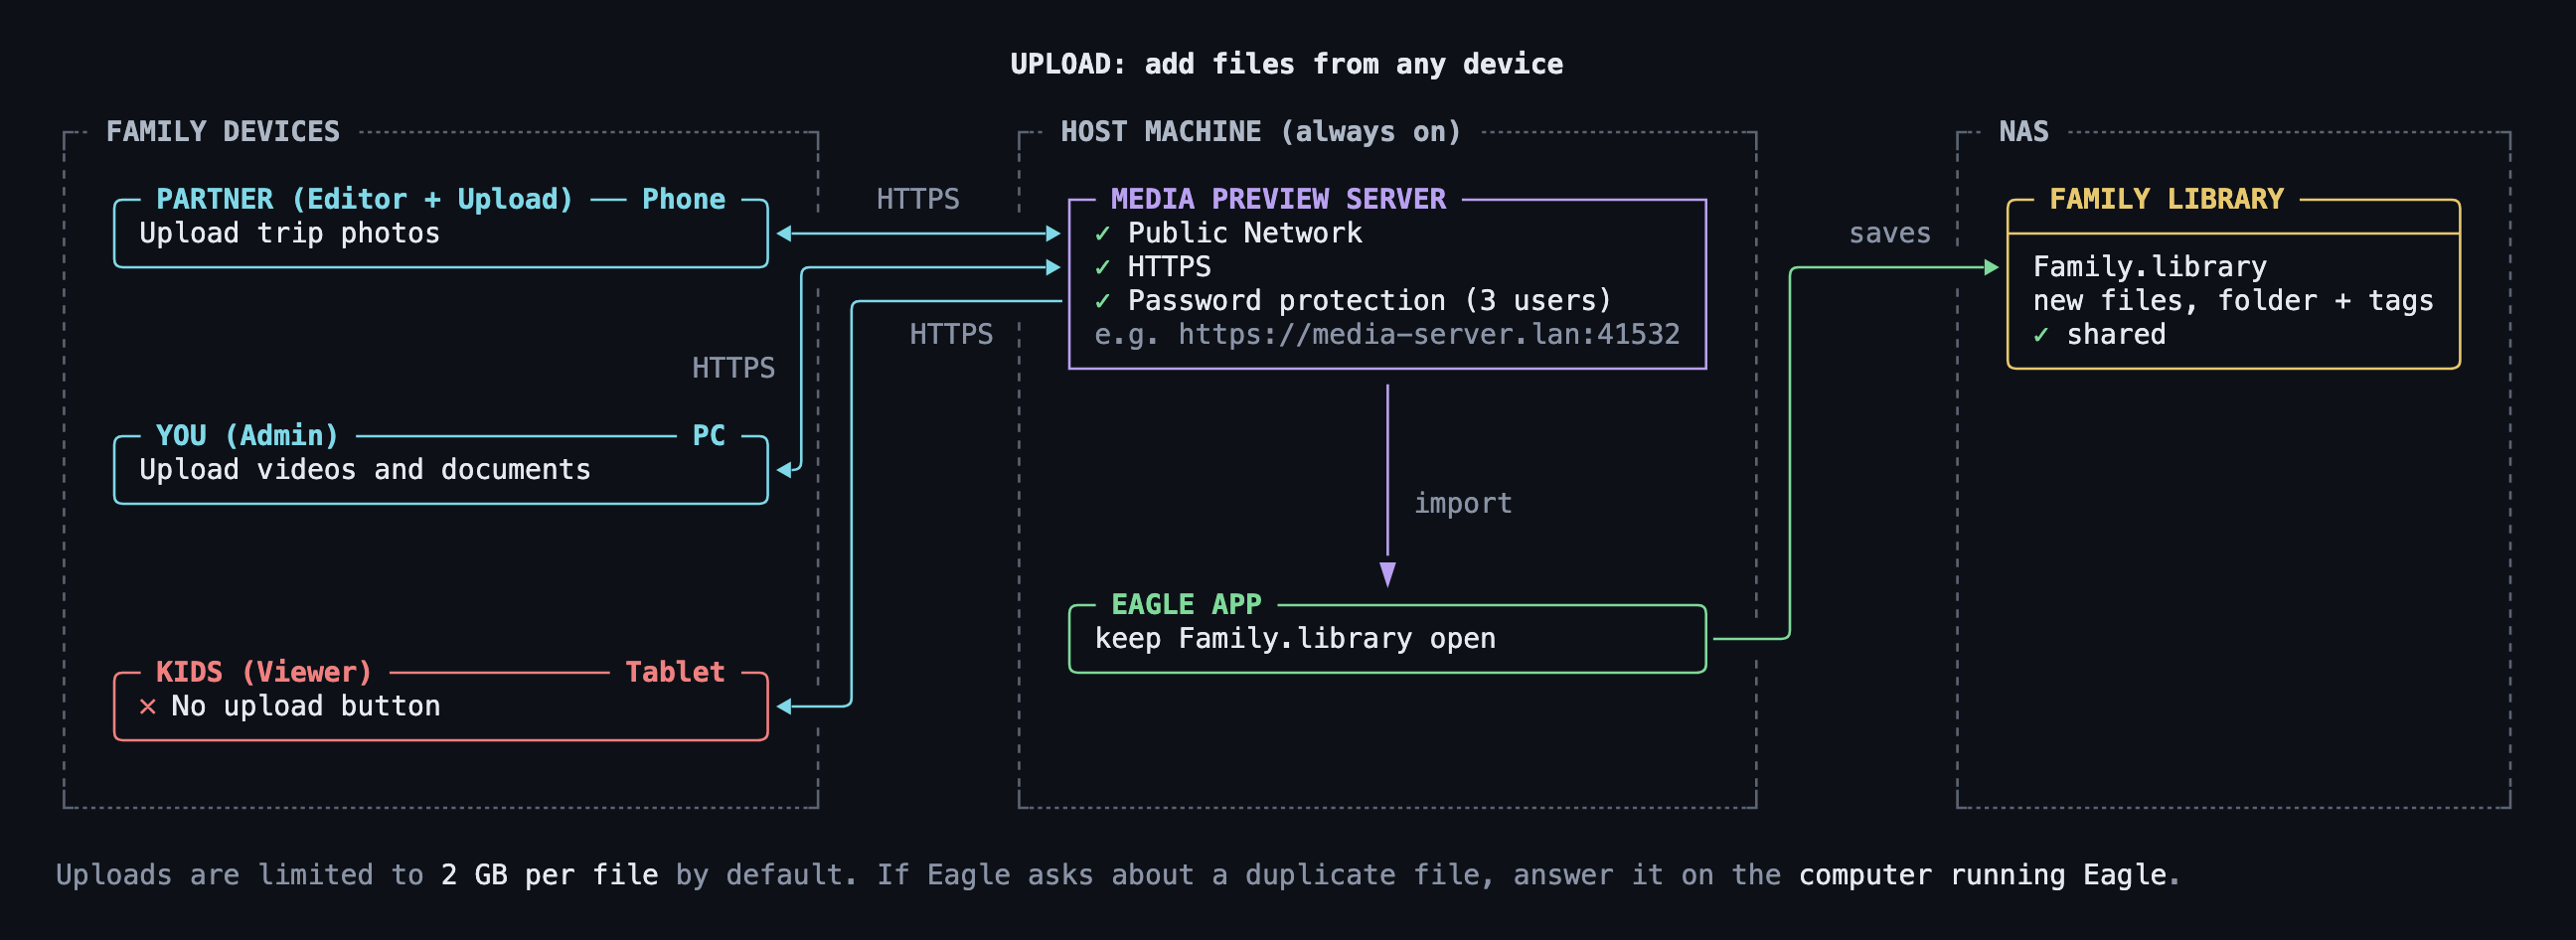 UPLOAD: add files from any device
FAMILY DEVICES
PARTNER (Editor + Upload) Phone
Upload trip photos
HTTPS
HTTPS
YOU (Admin) PC
Upload videos and documents
HTTPS
KIDS (Viewer) Tablet
✕ No upload button
HOST MACHINE (always on)
MEDIA PREVIEW SERVER
✓ Public Network
✓ HTTPS
✓ Password protection (3 users)
e.g. https://media-server.lan:41532
import
EAGLE APP
keep Family.library open
saves
NAS
FAMILY LIBRARY
Family.library
new files, folder + tags
✓ shared
Uploads are limited to 2 GB per file by default. If Eagle asks about a duplicate file, answer it on the computer running Eagle.